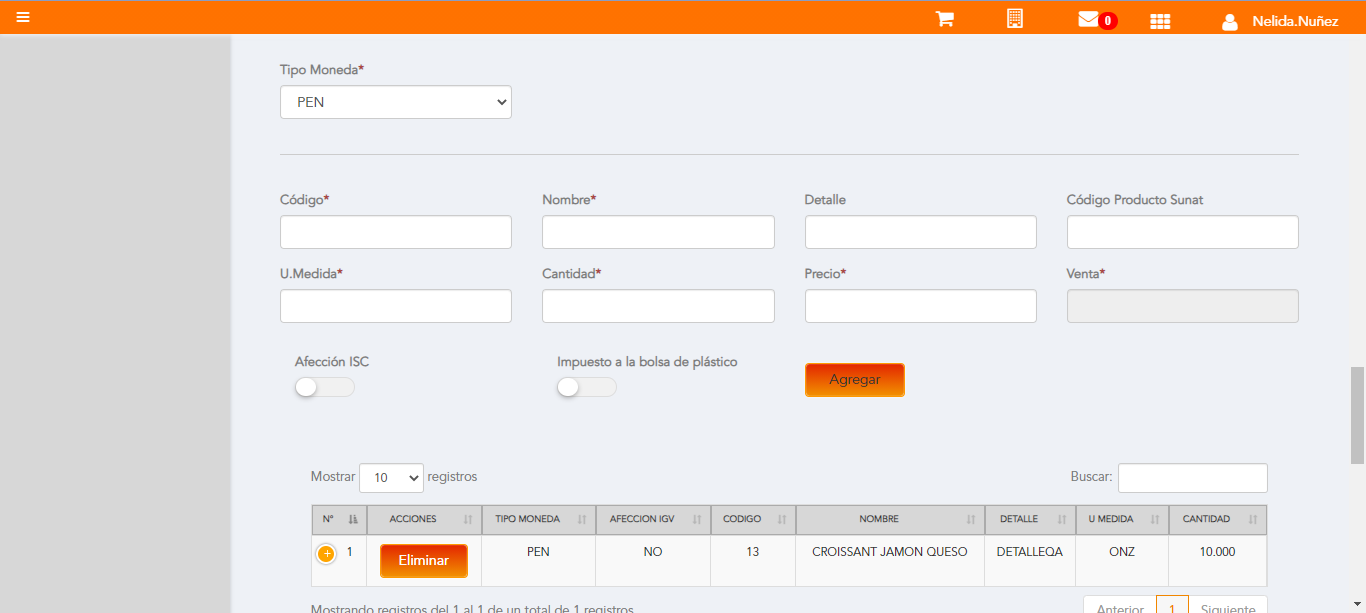 0 Nelida.Nuñez
Tipo Moneda*
PEN
Código* Nombre* Detalle Código Producto Sunat
U.Medida* Cantidad* Precio* Venta*
Afección ISC Impuesto a la bolsa de plástico
Agregar
Mostrar 10 registros Buscar:
N° ACCIONES TIPO MONEDA AFECCION IGV CODIGO NOMBRE DETALLE U MEDIDA CANTIDAD
1 Eliminar PEN NO 13 CROISSANT JAMON QUESO DETALLEQA ONZ 10.000
Mostrando registros del 1 al 1 de un total de 1 registros Anterior 1 Siguiente